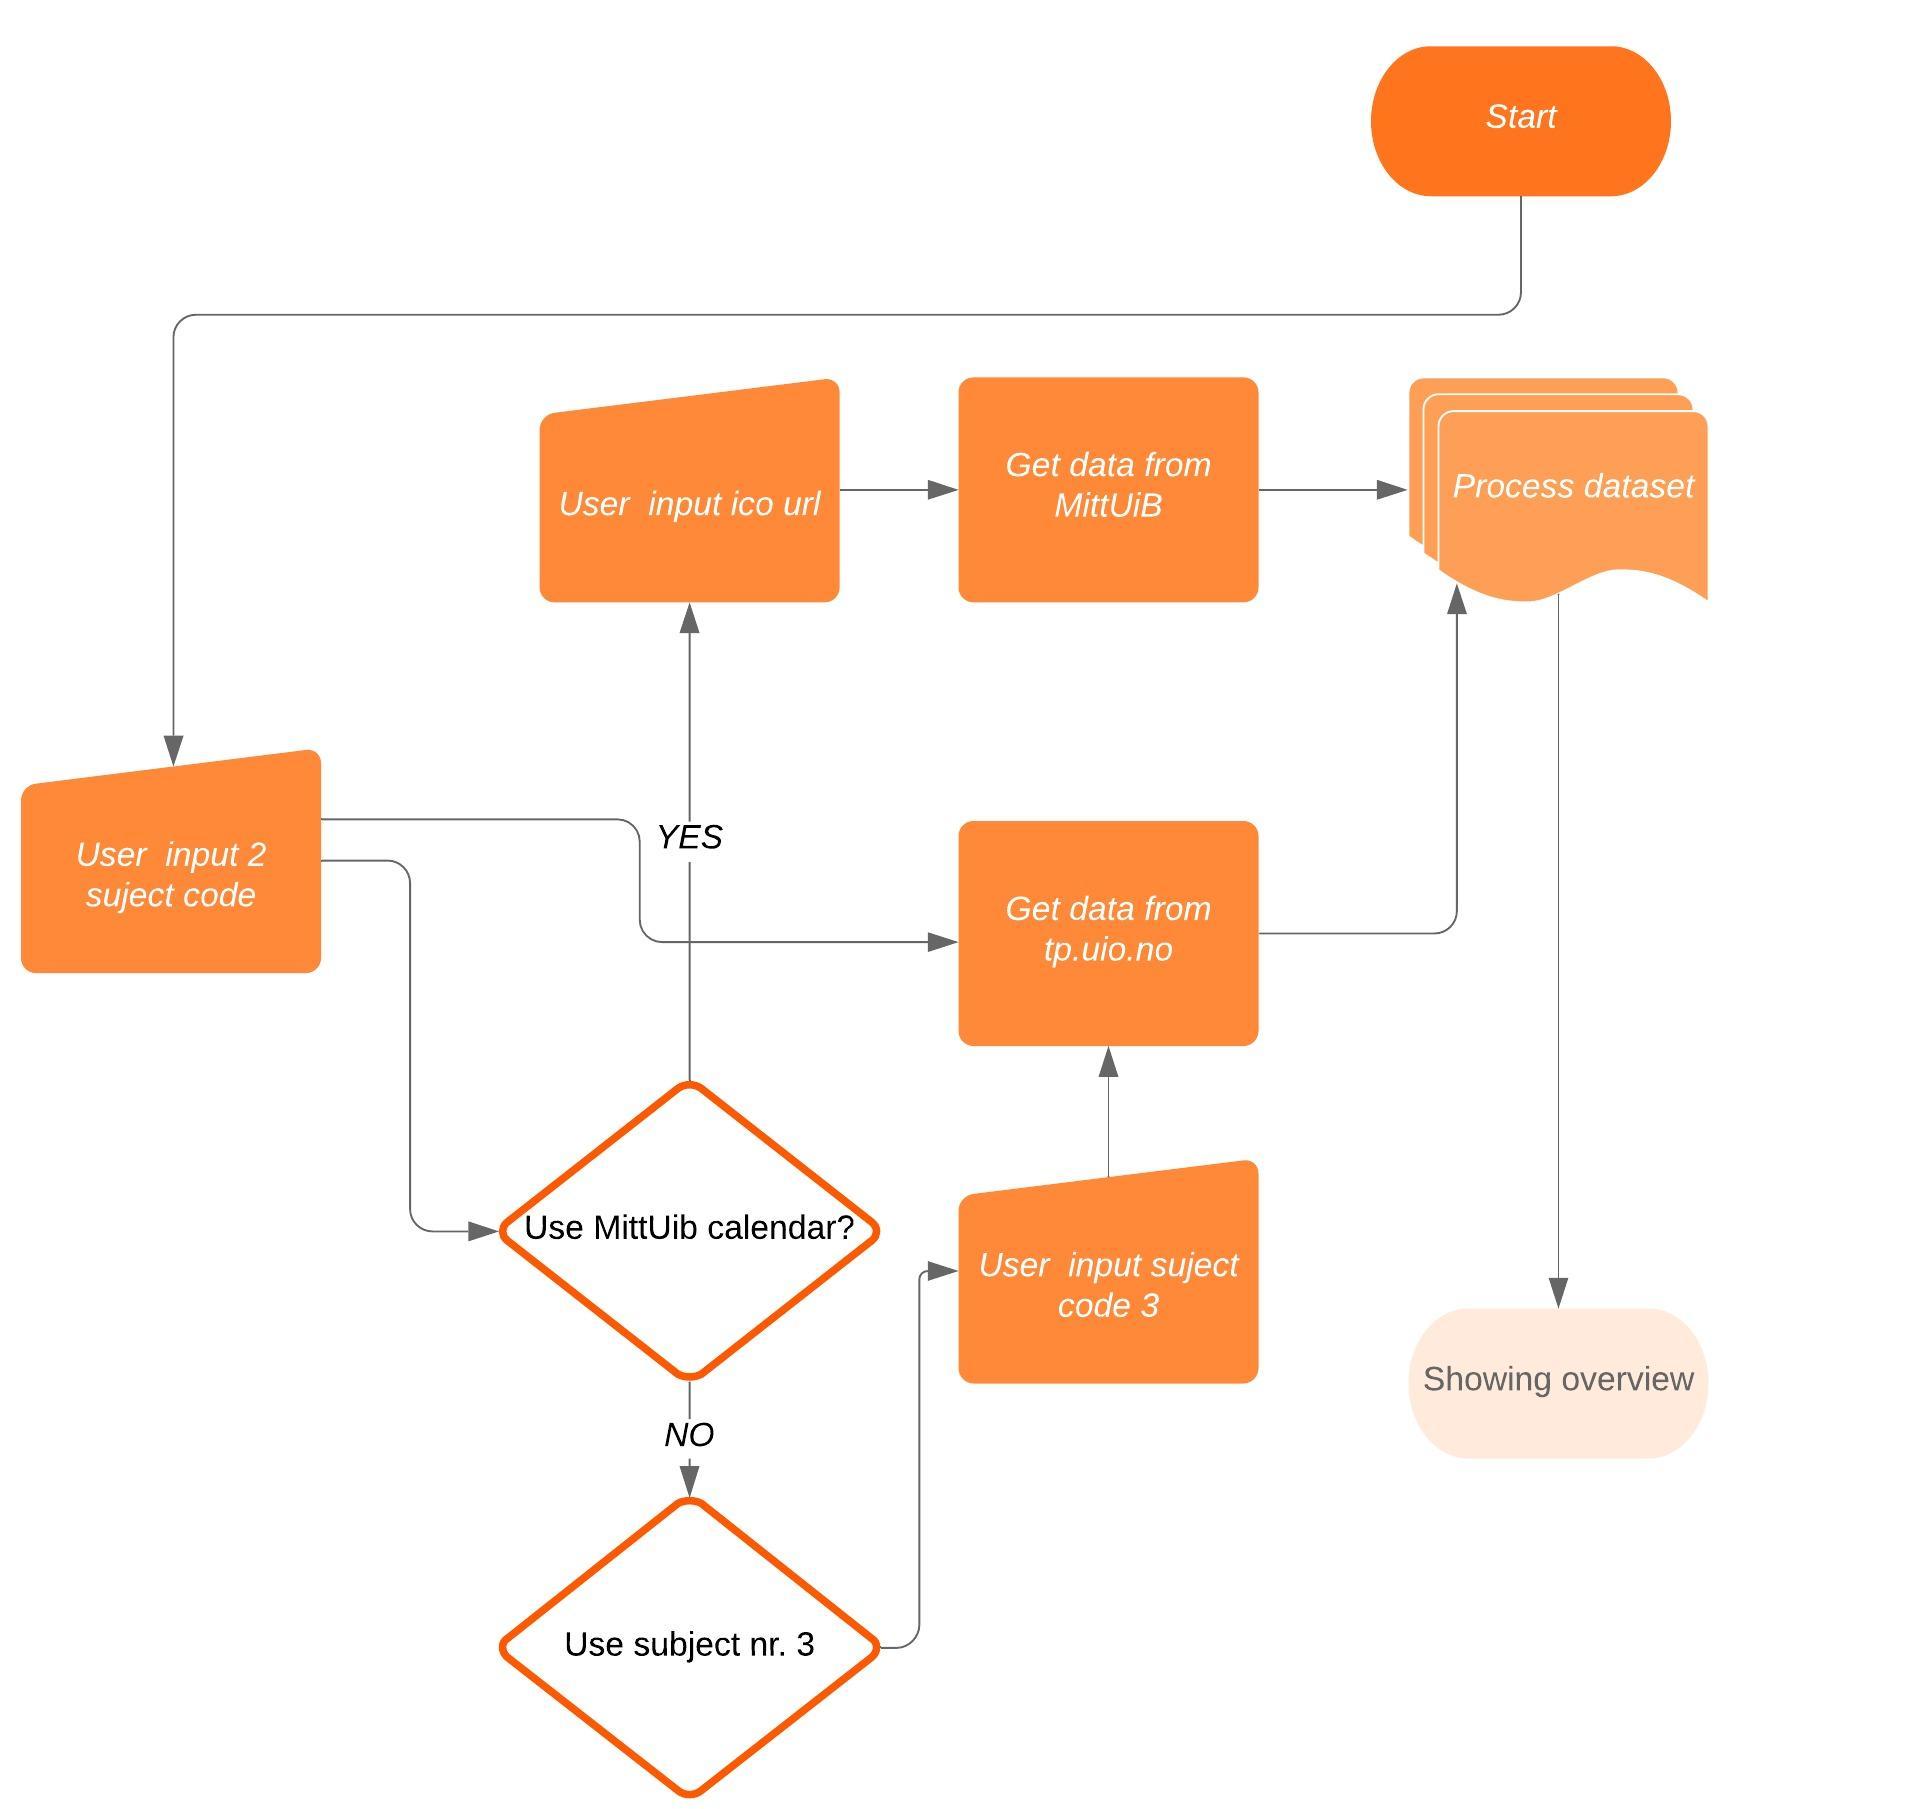 Start
User input ico url
Get data from
MittUiB
Process dataset
YES
User input 2
suject code
Get data from
tp.uio.no
Use MittUib calendar?
User input suject
code 3
Showing overview
NO
Use subject nr. 3